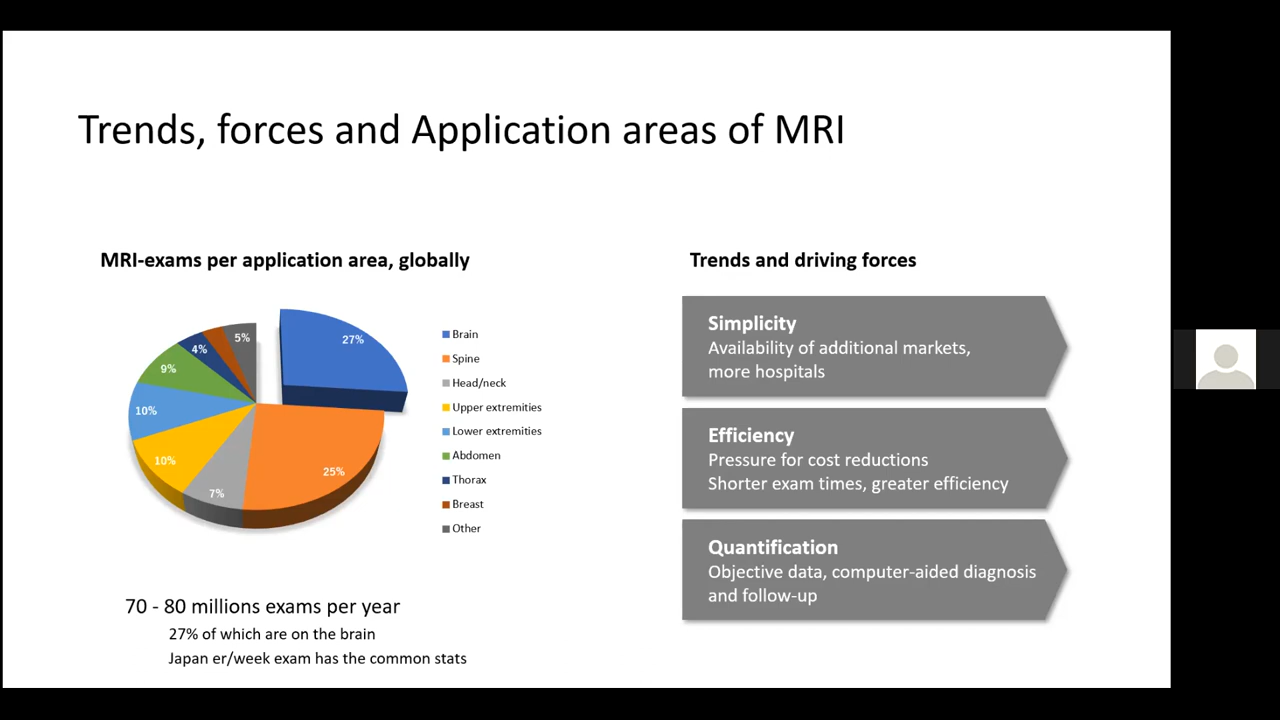 Trends, forces and Application areas of MRI
MRI-exams per application area, globally
27%
25%
7%
10%
10%
9%
4%
5%
Brain
Spine
Head/neck
Upper extremities
Lower extremities
Abdomen
Thorax
Breast
Other
70 - 80 millions exams per year
27% of which are on the brain
Japan er/week exam has the common stats
Trends and driving forces
Simplicity
Availability of additional markets,
more hospitals
Efficiency
Pressure for cost reductions
Shorter exam times, greater efficiency
Quantification
Objective data, computer-aided diagnosis
and follow-up